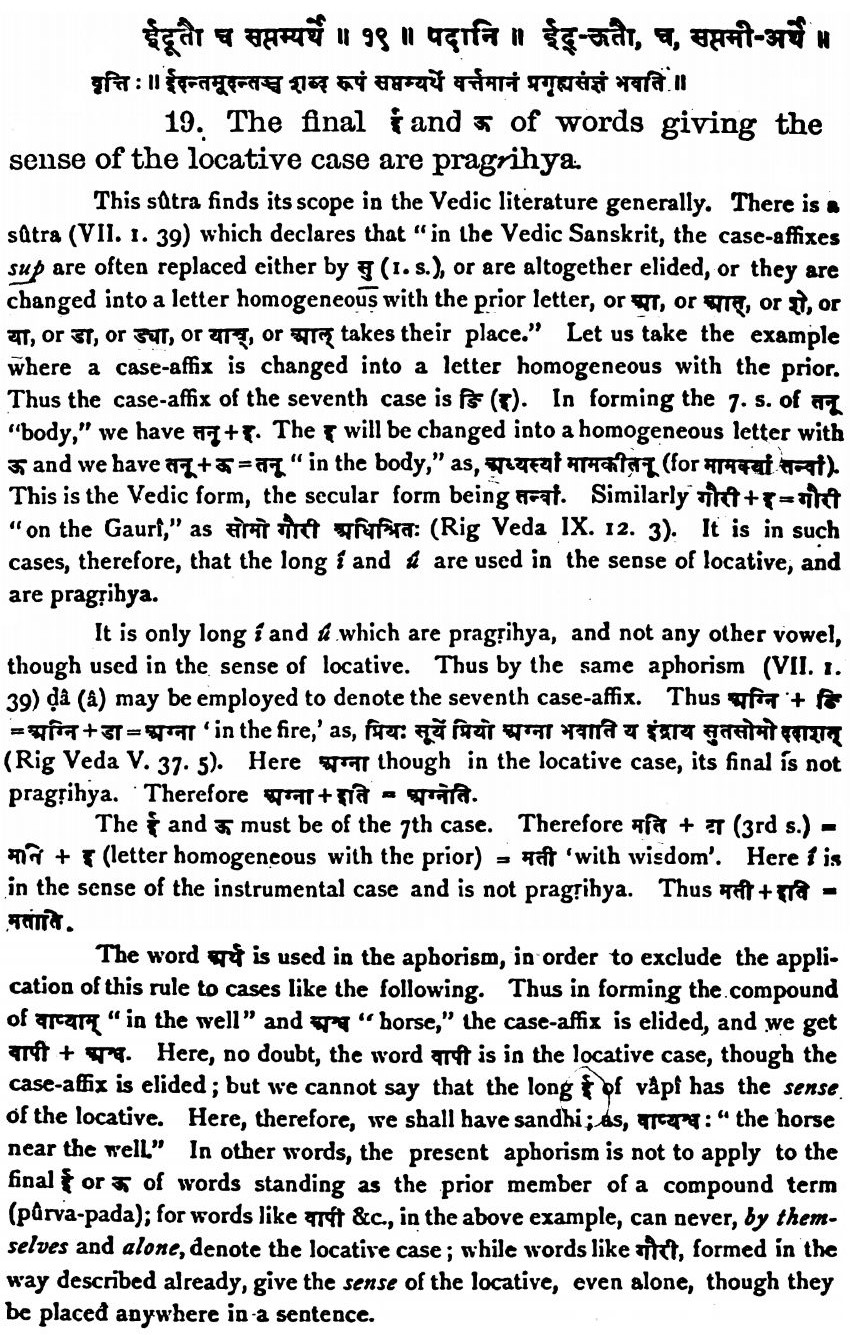 ईदूतौ च सप्तम्यर्थे ॥ १९ ॥ पदानि ॥ ईद्-ऊतौ, च, सप्तमी-अर्थे ॥
वृत्तिः ॥ ईदन्तमूदन्तञ्च शब्द रूपं सप्तम्यर्थे वर्त्तमानं प्रगृह्यसंज्ञं भवति ॥
19. The final ई and ऊ of words giving the
sense of the locative case are pragrihya.
This sûtra finds its scope in the Vedic literature generally. There is a
sûtra (VII. 1. 39) which declares that "in the Vedic Sanskrit, the case-affixes
sup are often replaced either by सु (1. s.), or are altogether elided, or they are
changed into a letter homogeneous with the prior letter, or आ, or आत्, or शे, or
या, or डा, or ड्या, or याच्, or आल् takes their place." Let us take the example
where a case-affix is changed into a letter homogeneous with the prior.
Thus the case-affix of the seventh case is ङि (इ). In forming the 7. s. of तनू
"body," we have तनू + इ. The इ will be changed into a homogeneous letter with
ऊ and we have तनू + ऊ = तनू "in the body," as, अध्यस्यां मामकीतनू (for मामक्यां तन्वां).
This is the Vedic form, the secular form being तन्वां. Similarly गौरी + इ = गौरी
"on the Gaurî," as सोमो गौरी अधिश्रितः (Rig Veda IX. 12. 3). It is in such
cases, therefore, that the long î and û are used in the sense of locative, and
are pragṛihya.
It is only long î and û which are pragṛihya, and not any other vowel,
though used in the sense of locative. Thus by the same aphorism (VII. 1.
39) ḍâ (â) may be employed to denote the seventh case-affix. Thus अग्नि + ङि
= अग्नि + डा = अग्ना 'in the fire,' as, प्रियः सूर्ये प्रियो अग्ना भवाति य इंद्राय सुतसोमो ददाशत्
(Rig Veda V. 37. 5). Here अग्ना though in the locative case, its final is not
pragṛihya. Therefore अग्ना + इति = अग्नेति.
The ई and ऊ must be of the 7th case. Therefore मति + टा (3rd s.) =
मति + इ (letter homogeneous with the prior) = मती 'with wisdom'. Here î is
in the sense of the instrumental case and is not pragṛihya. Thus मती + इति =
मतीति.
The word अर्थ is used in the aphorism, in order to exclude the appli-
cation of this rule to cases like the following. Thus in forming the compound
of वाप्याम् "in the well" and अश्व "horse," the case-affix is elided, and we get
वापी + अश्व. Here, no doubt, the word वापी is in the locative case, though the
case-affix is elided; but we cannot say that the long ई of vâpî has the sense
of the locative. Here, therefore, we shall have sandhi; as, वाप्यश्वः "the horse
near the well." In other words, the present aphorism is not to apply to the
final ई or ऊ of words standing as the prior member of a compound term
(pûrva-pada); for words like वापी &c., in the above example, can never, by them-
selves and alone, denote the locative case; while words like गौरी, formed in the
way described already, give the sense of the locative, even alone, though they
be placed anywhere in a sentence.